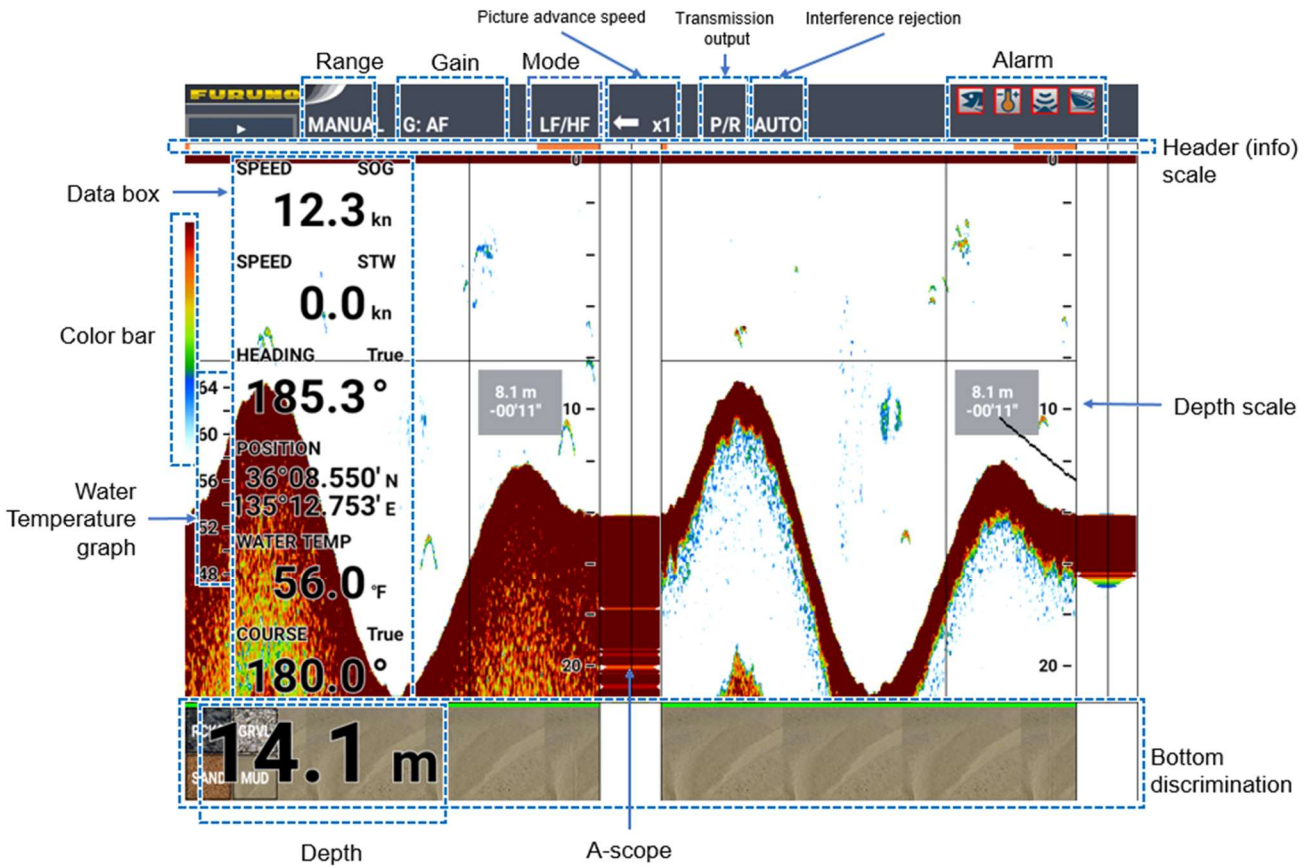 Picture advance speed
Transmission
output
Interference rejection
Range
Gain
Mode
Alarm
FURUNO
MANUAL
G: AF
LF/HF
x1
P/R
AUTO
Header (info)
scale
0
0
Data box
SPEED SOG
12.3 kn
SPEED STW
0.0 kn
Color bar
HEADING True
185.3°
64
60
56
52
48
8.1 m
-00'11"
10
8.1 m
-00'11"
10
Depth scale
POSITION
36°08.550' N
135°12.753' E
Water
Temperature
graph
WATER TEMP
56.0 °F
COURSE True
180.0°
20
20
GRVL
SAND
MUD
14.1 m
Bottom
discrimination
Depth
A-scope